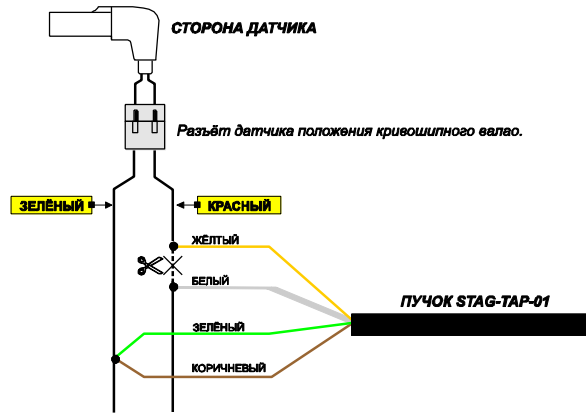 СТОРОНА ДАТЧИКА
Разъёт датчика положения кривошипного валао.
ЗЕЛЁНЫЙ
КРАСНЫЙ
ЖЁЛТЫЙ
БЕЛЫЙ
ПУЧОК STAG-TAP-01
ЗЕЛЁНЫЙ
КОРИЧНЕВЫЙ